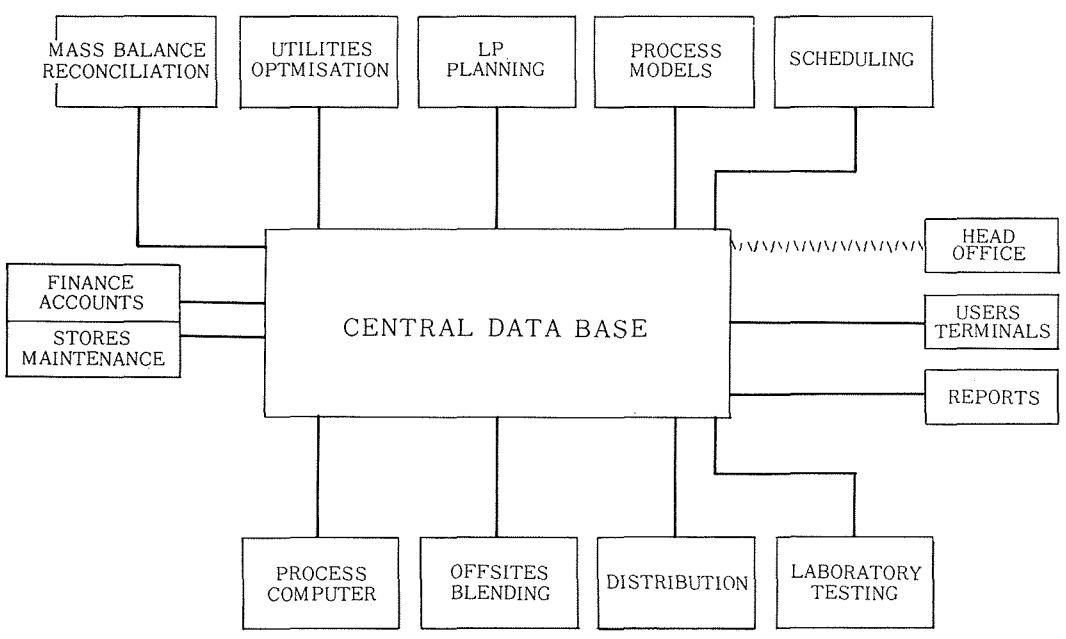 MASS BALANCE
RECONCILIATION
UTILITIES
OPTMISATION
LP
PLANNING
PROCESS
MODELS
SCHEDULING
HEAD
OFFICE
FINANCE
ACCOUNTS
STORES
MAINTENANCE
CENTRAL DATA BASE
USERS
TERMINALS
REPORTS
PROCESS
COMPUTER
OFFSITES
BLENDING
DISTRIBUTION
LABORATORY
TESTING